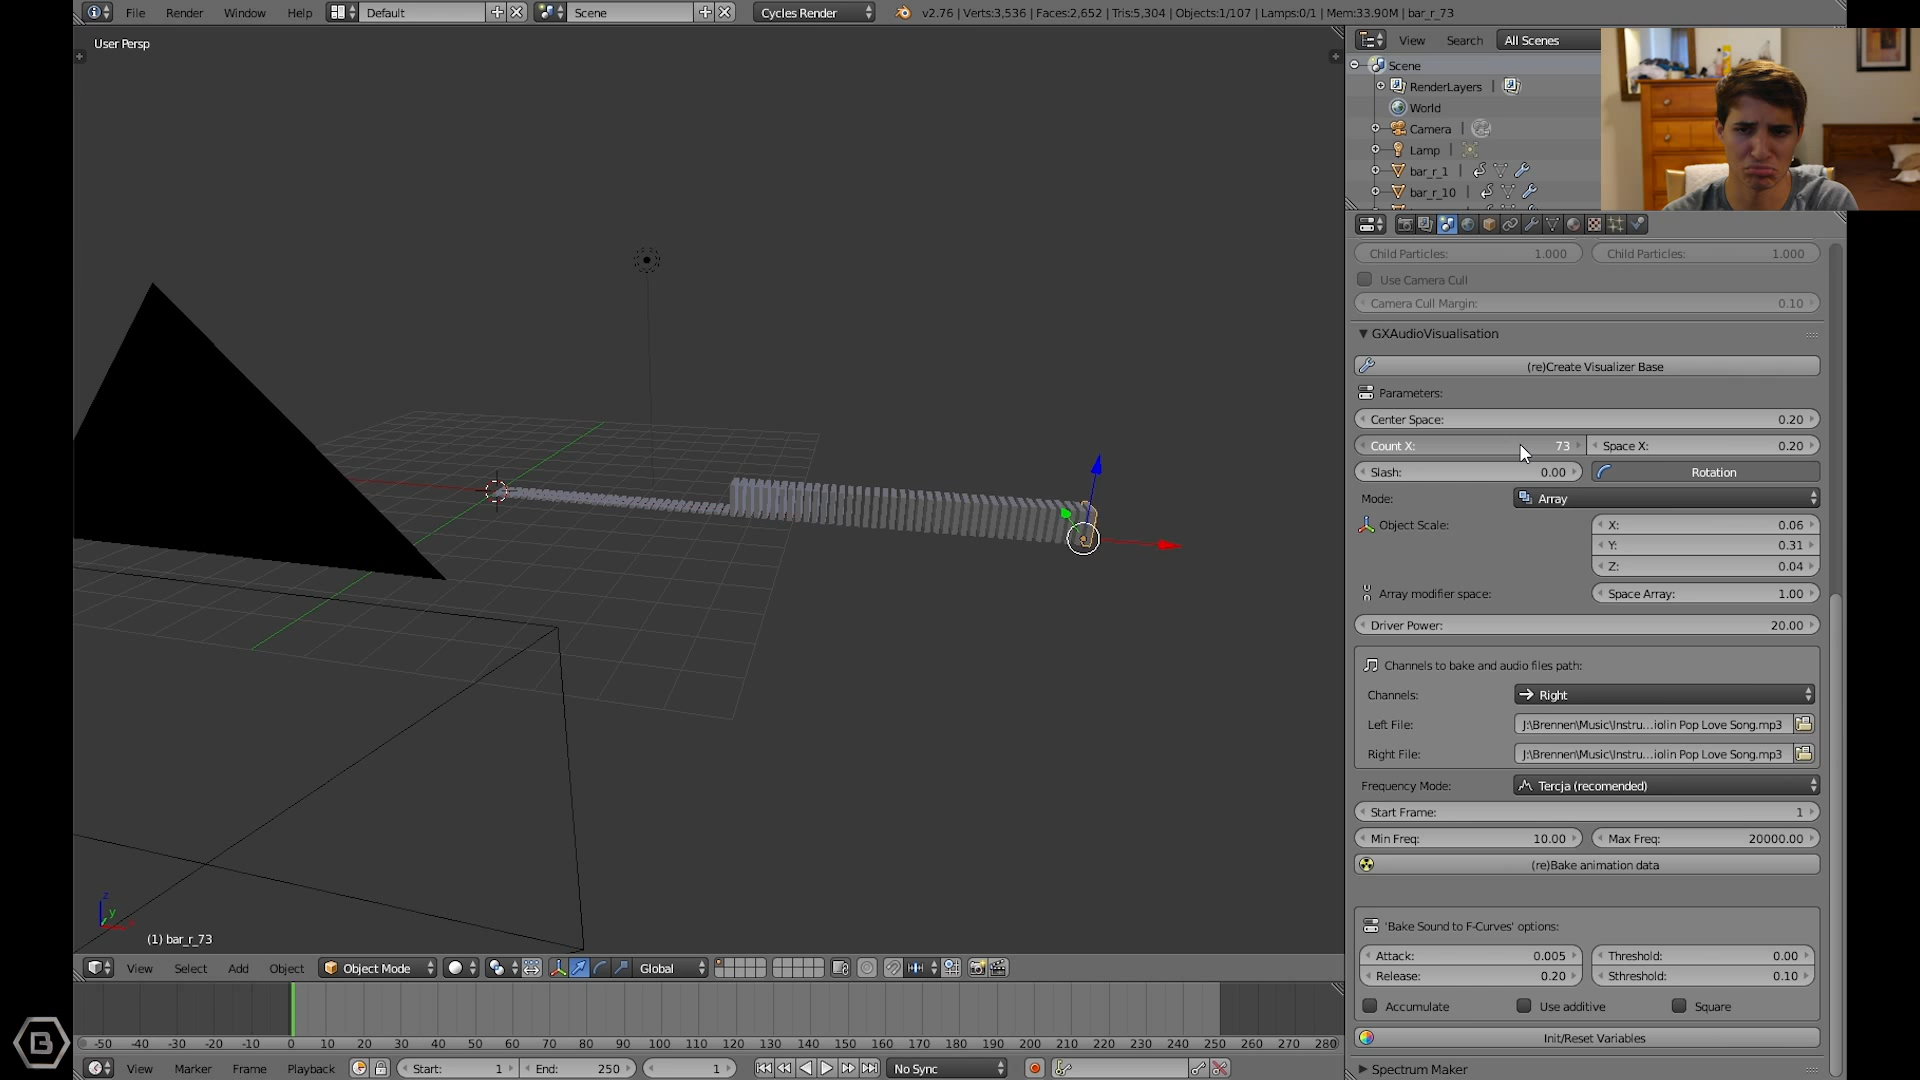 File Render Window Help Default Scene Cycles Render v2.76 | Verts:3,536 | Faces:2,652 | Tris:5,304 | Objects:1/107 | Lamps:0/1 | Mem:33.90M | bar_r_73
User Persp
View Search All Scenes
Scene
RenderLayers
World
Camera
Lamp
bar_r_1
bar_r_10
Child Particles: 1.000 Child Particles: 1.000
Use Camera Cull
Camera Cull Margin: 0.10
GXAudioVisualisation
(re)Create Visualizer Base
Parameters:
Center Space: 0.20
Count X: 73 Space X: 0.20
Slash: 0.00 Rotation
Mode: Array
Object Scale: X: 0.06
Y: 0.31
Z: 0.04
Array modifier space: Space Array: 1.00
Driver Power: 20.00
Channels to bake and audio files path:
Channels: Right
Left File: J:\Brennen\Music\Instru...iolin Pop Love Song.mp3
Right File: J:\Brennen\Music\Instru...iolin Pop Love Song.mp3
Frequency Mode: Tercja (recomended)
Start Frame: 1
Min Freq: 10.00 Max Freq: 20000.00
(re)Bake animation data
'Bake Sound to F-Curves' options:
Attack: 0.005 Threshold: 0.00
Release: 0.20 Sthreshold: 0.10
Accumulate Use additive Square
Init/Reset Variables
Spectrum Maker
z
y
(1) bar_r_73
View Select Add Object Object Mode Global
-50 -40 -30 -20 -10 0 10 20 30 40 50 60 70 80 90 100 110 120 130 140 150 160 170 180 190 200 210 220 230 240 250 260 270 280
View Marker Frame Playback Start: 1 End: 250 1 No Sync
B